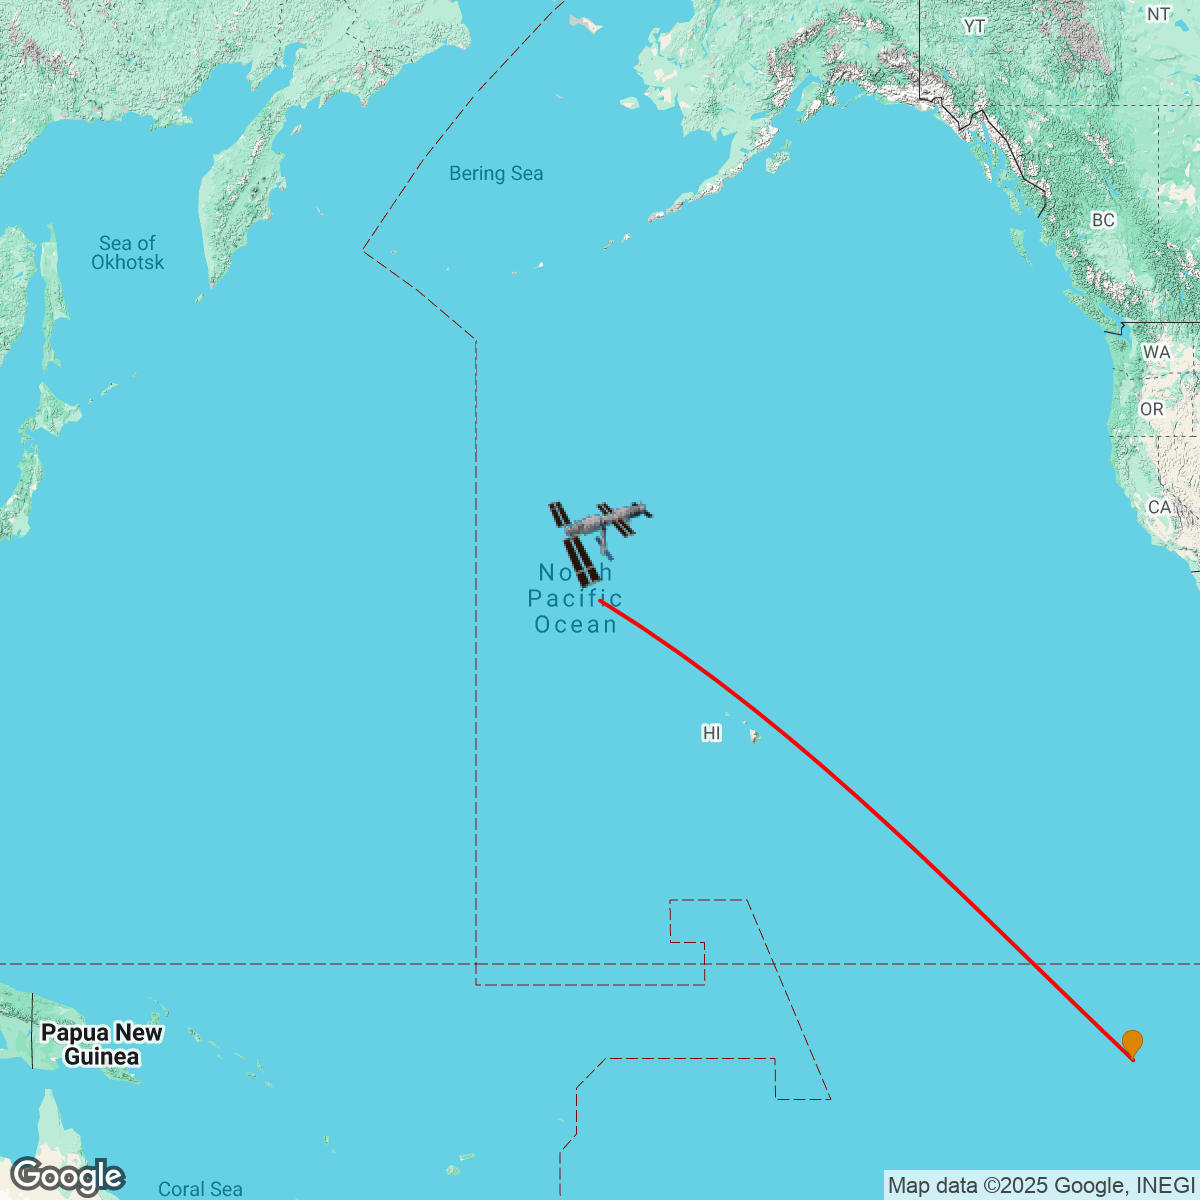 NT
YT
Bering Sea
BC
Sea of
Okhotsk
WA
OR
CA
North
Pacific
Ocean
HI
Papua New
Guinea
Coral Sea
Google
Map data ©2025 Google, INEGI